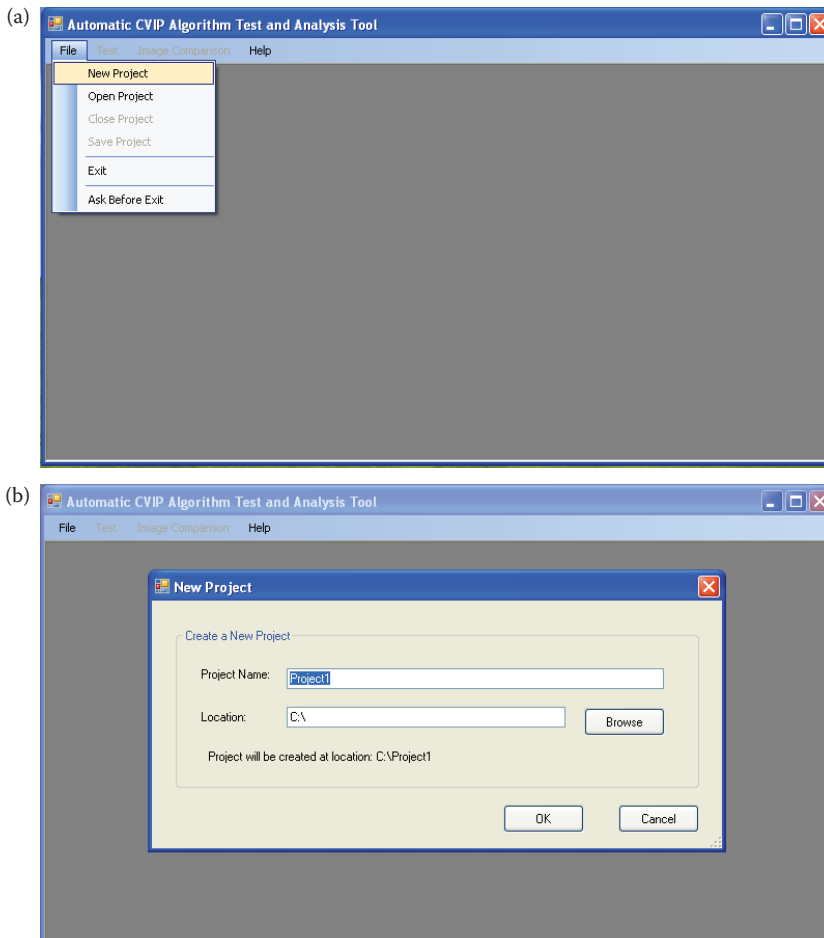 (a)
Automatic CVIP Algorithm Test and Analysis Tool
File Test Image Comparison Help
New Project
Open Project
Close Project
Save Project
Exit
Ask Before Exit
(b)
Automatic CVIP Algorithm Test and Analysis Tool
File Test Image Comparison Help
New Project
Create a New Project
Project Name: Project1
Location: C:\ Browse
Project will be created at location: C:\Project1
OK Cancel